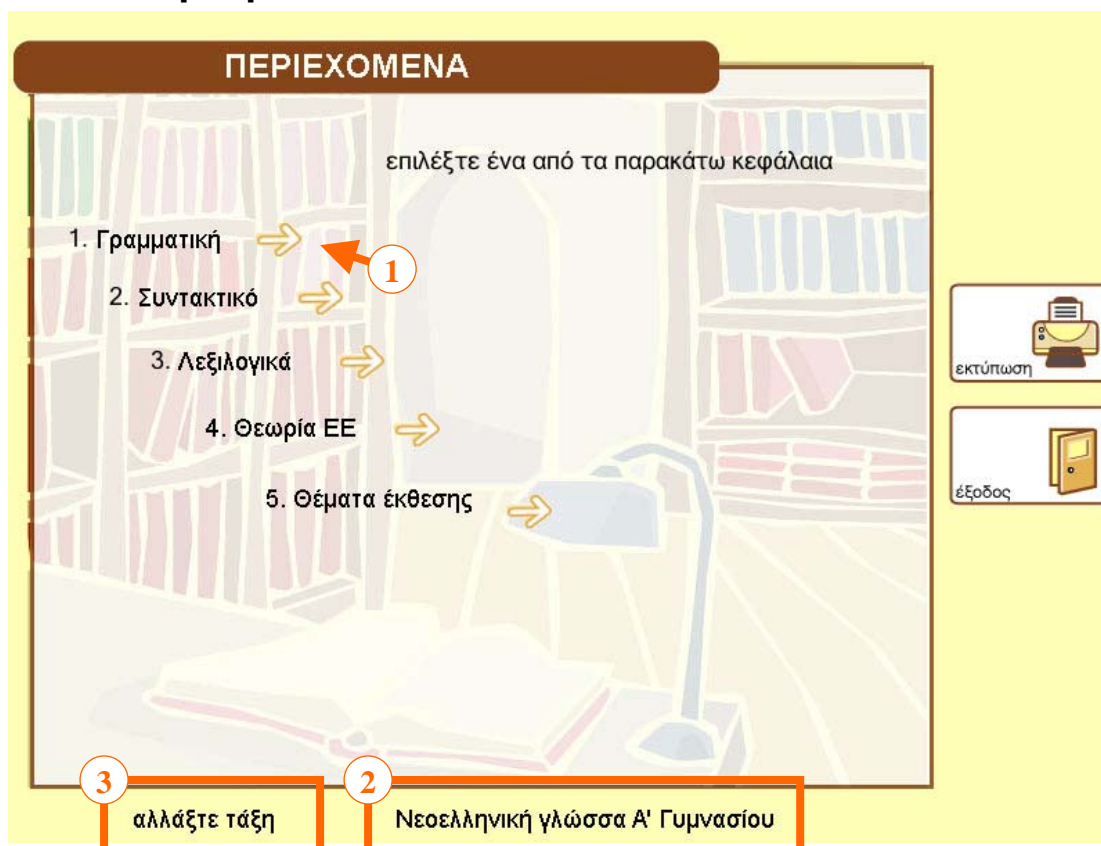 ΠΕΡΙΕΧΟΜΕΝΑ
επιλέξτε ένα από τα παρακάτω κεφάλαια
1. Γραμματική
1
2. Συντακτικό
3. Λεξιλογικά
4. Θεωρία ΕΕ
5. Θέματα έκθεσης
εκτύπωση
έξοδος
3
2
αλλάξτε τάξη
Νεοελληνική γλώσσα Α' Γυμνασίου